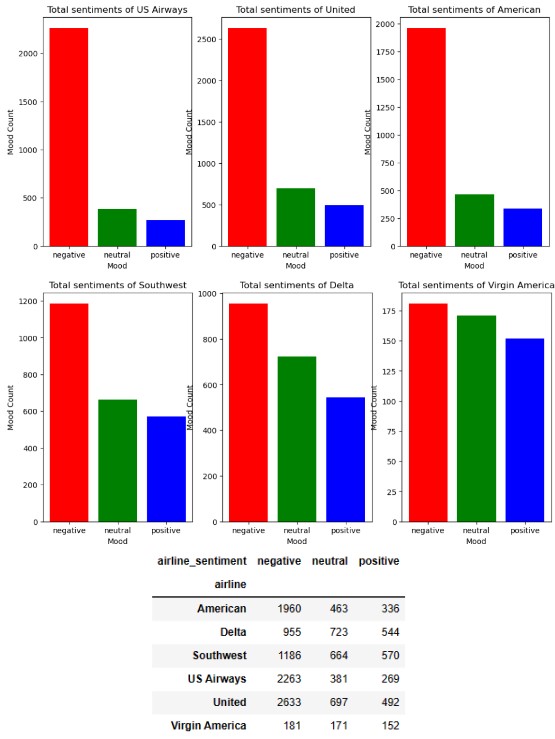 Total sentiments of US Airways
Total sentiments of United
Total sentiments of American
Mood Count
2000
1500
1000
500
0
negative neutral positive
Mood
Mood Count
2500
2000
1500
1000
500
0
negative neutral positive
Mood
Mood Count
2000
1750
1500
1250
1000
750
500
250
0
negative neutral positive
Mood
Total sentiments of Southwest
Total sentiments of Delta
Total sentiments of Virgin America
Mood Count
1200
1000
800
600
400
200
0
negative neutral positive
Mood
Mood Count
1000
800
600
400
200
0
negative neutral positive
Mood
Mood Count
175
150
125
100
75
50
25
0
negative neutral positive
Mood
airline_sentiment negative neutral positive
airline
American 1960 463 336
Delta 955 723 544
Southwest 1186 664 570
US Airways 2263 381 269
United 2633 697 492
Virgin America 181 171 152